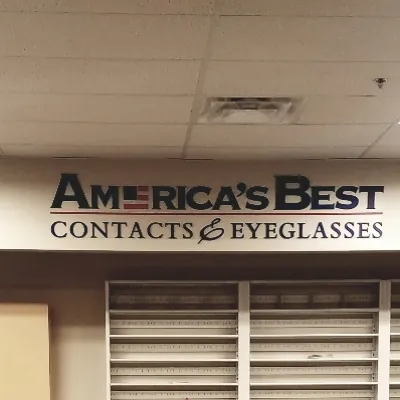 AMERICA'S BEST
CONTACTS & EYEGLASSES